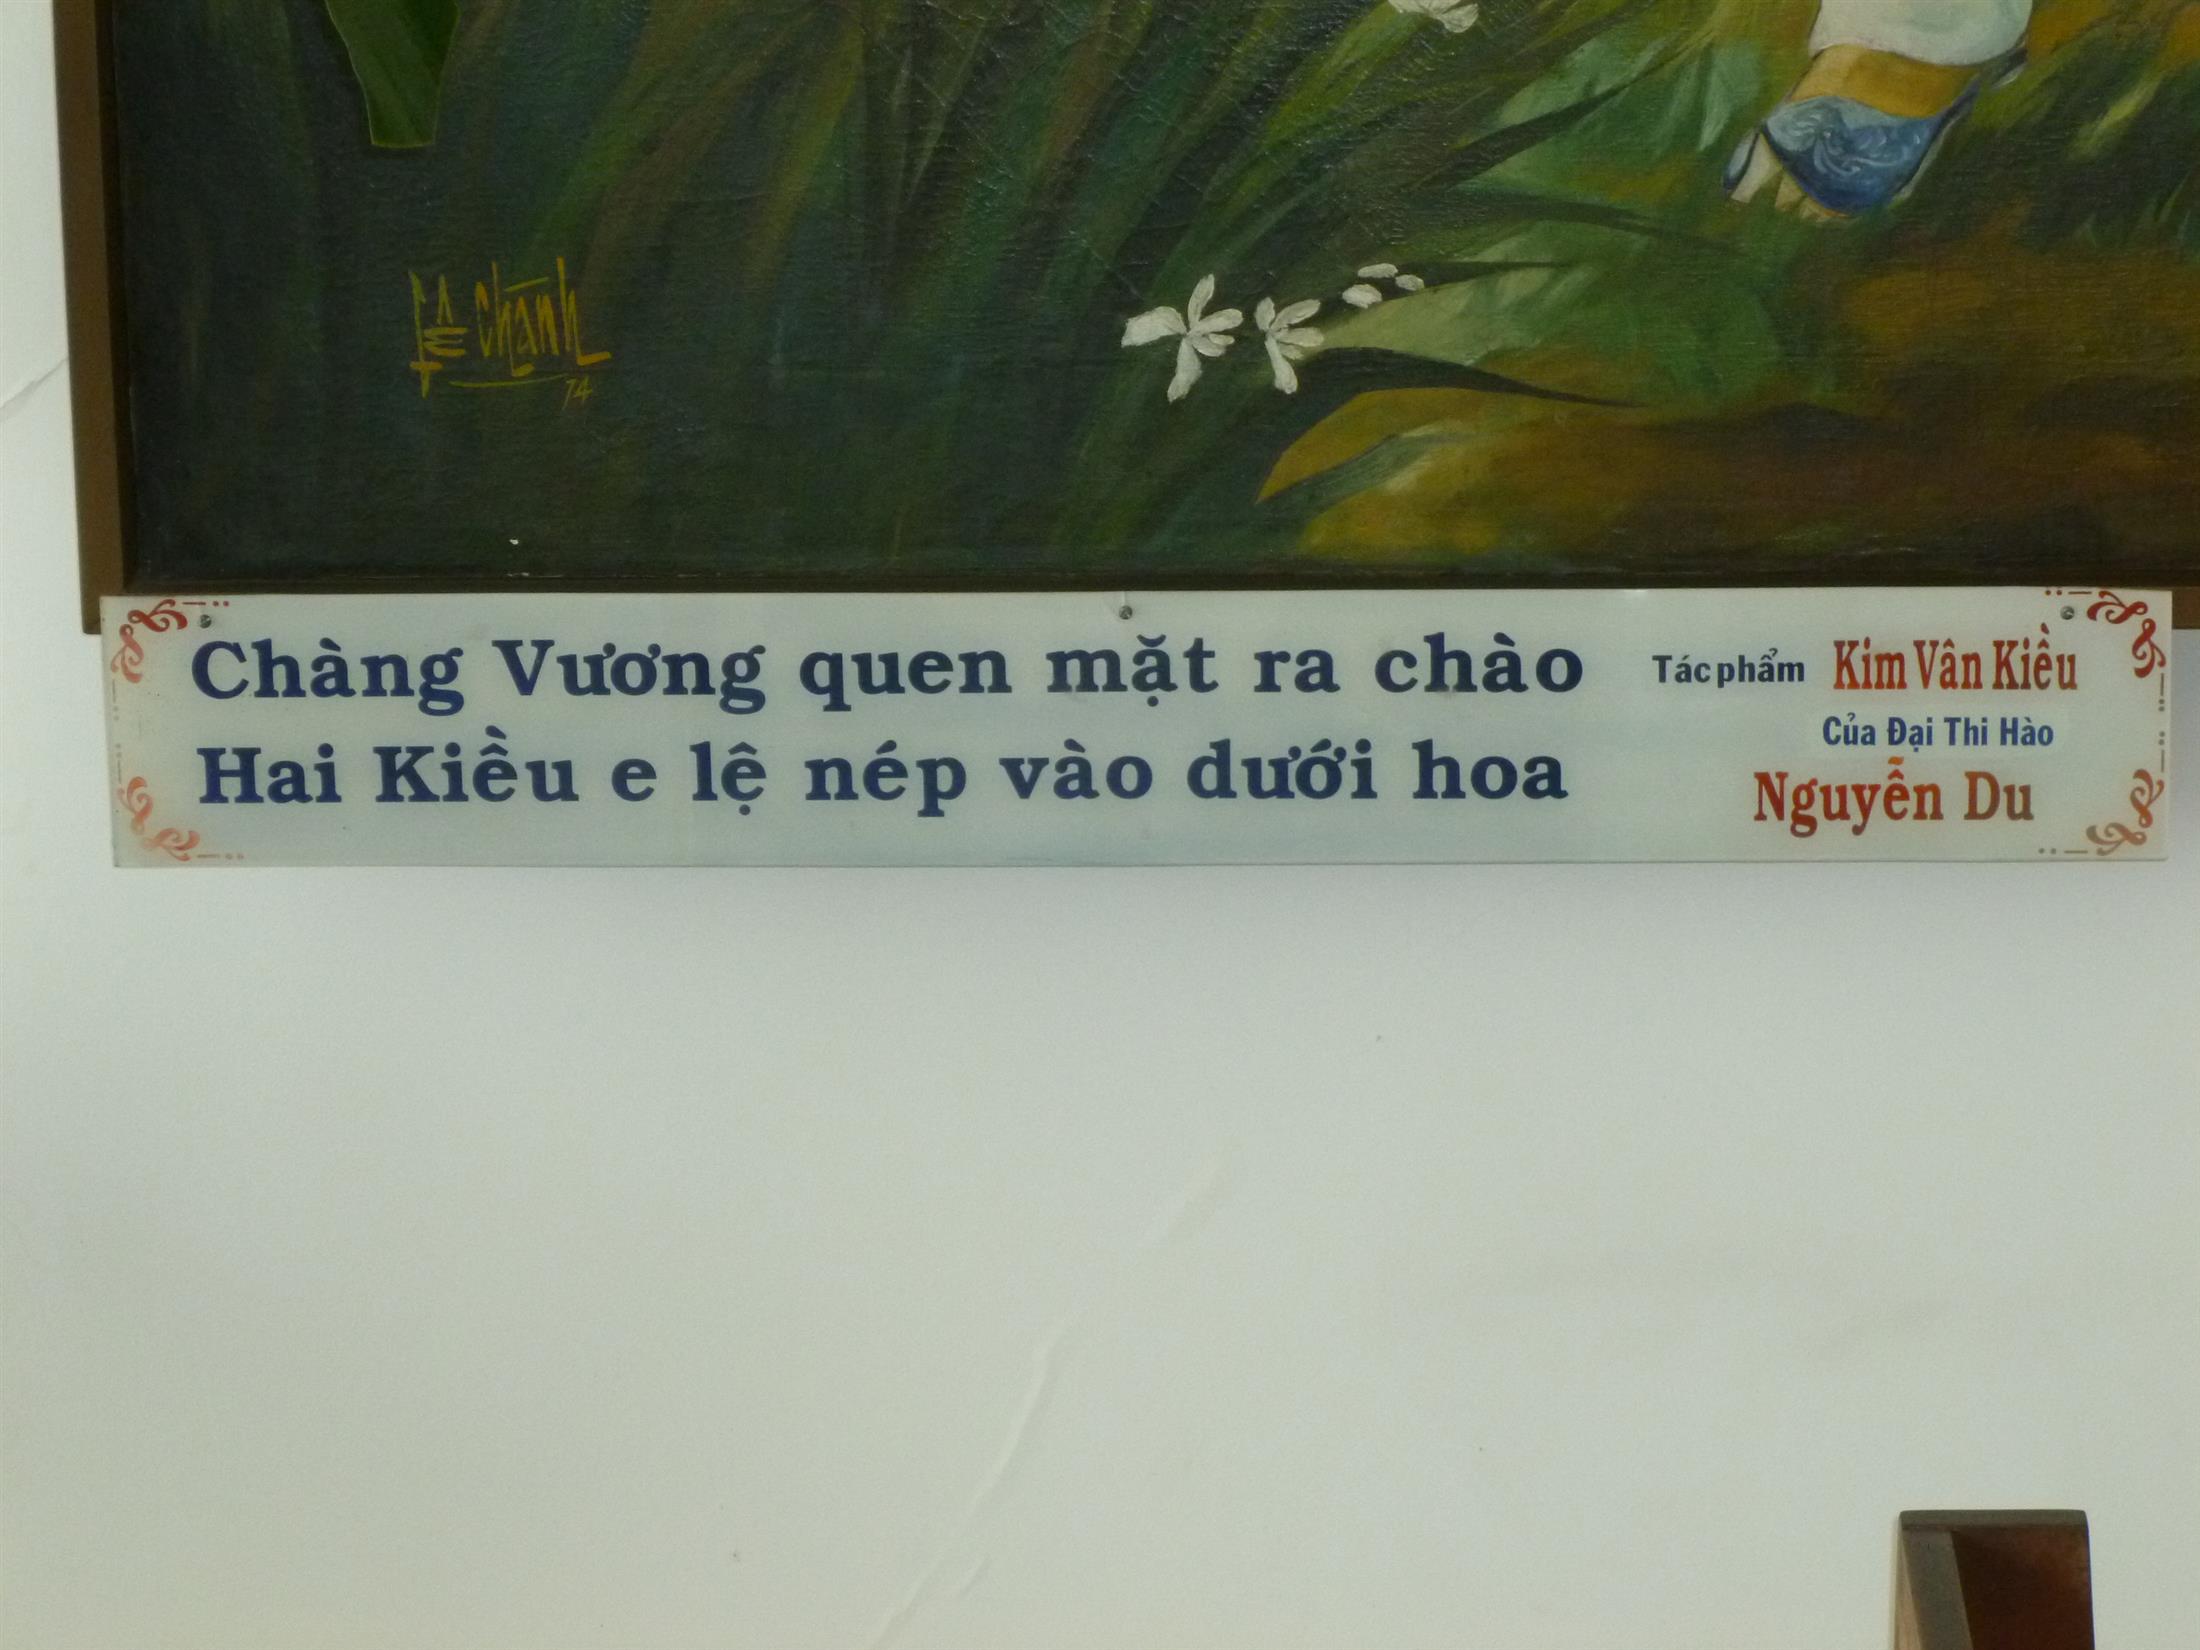 Lê Chánh
74
Chàng Vương quen mặt ra chào
Hai Kiều e lệ nép vào dưới hoa
Tác phẩm Kim Vân Kiều
Của Đại Thi Hào
Nguyễn Du